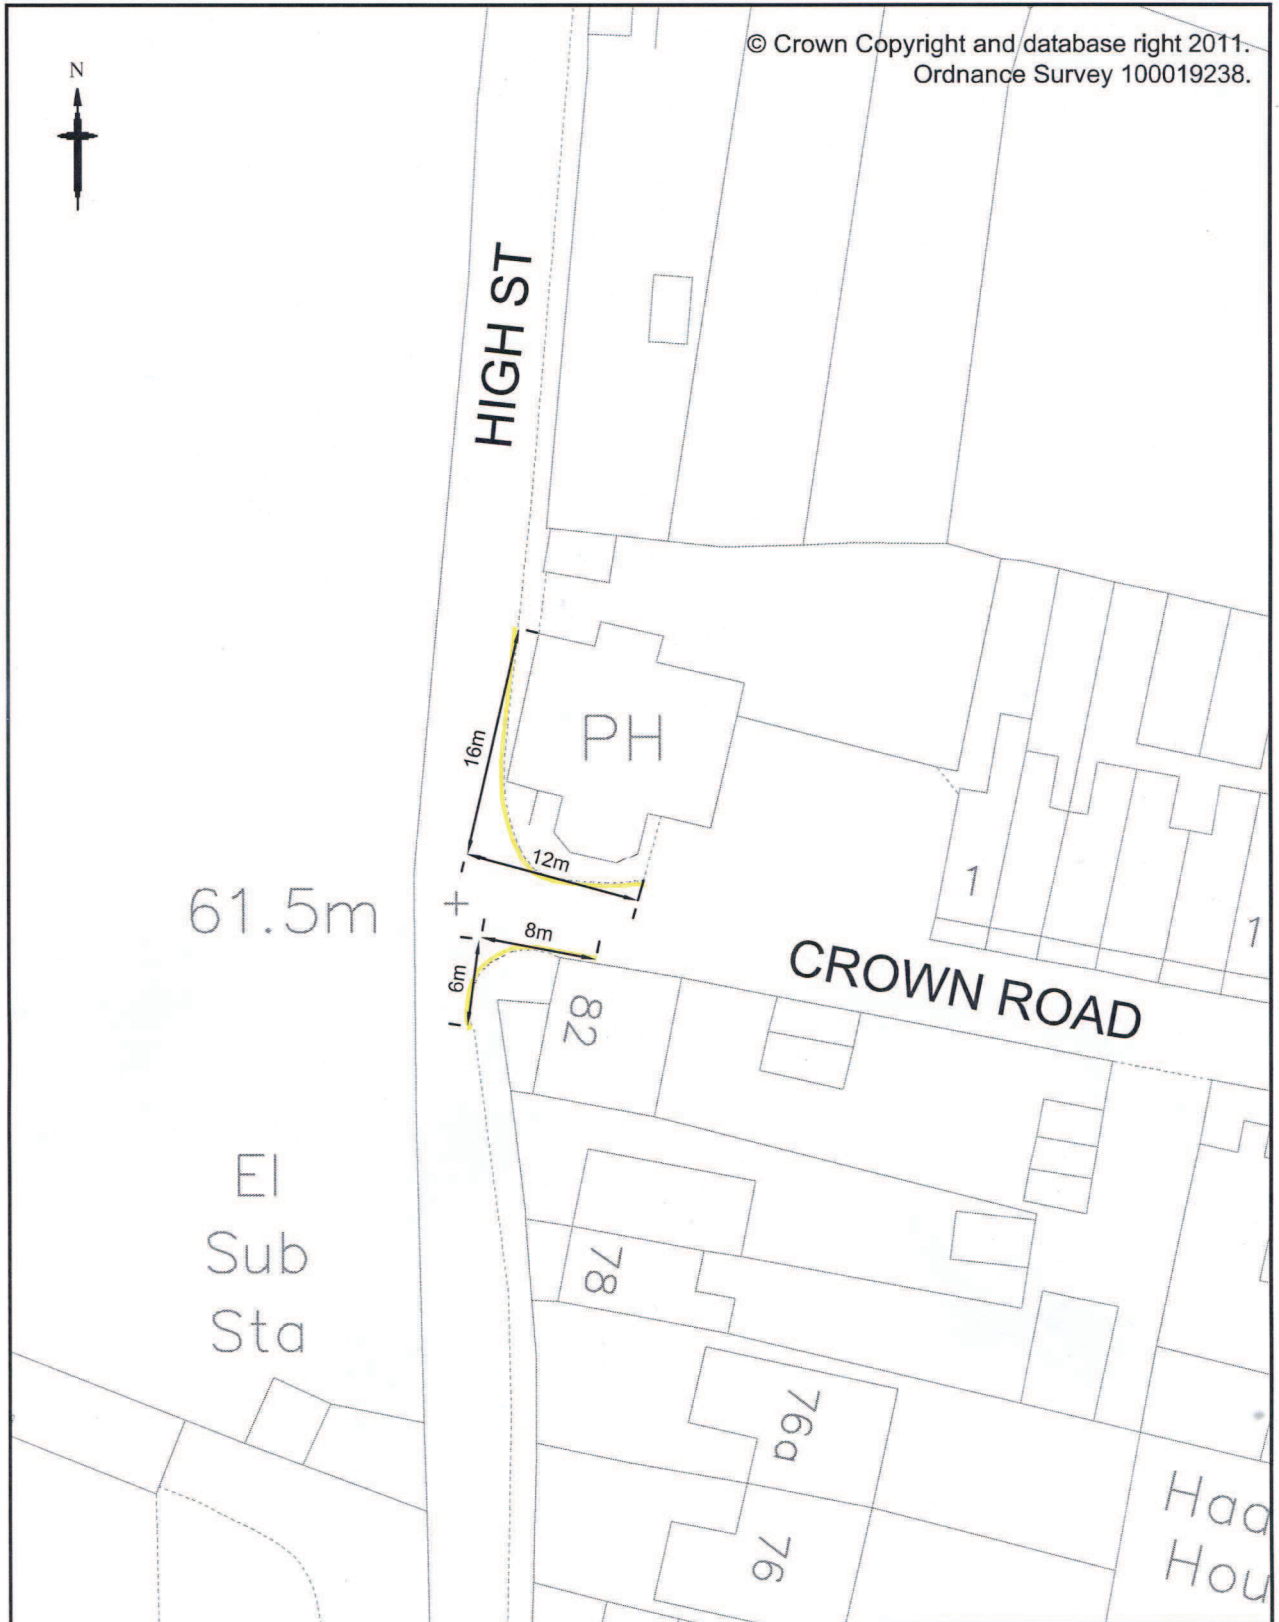 © Crown Copyright and database right 2011.
Ordnance Survey 100019238.
N
HIGH ST
PH
16m
12m
61.5m
8m
6m
1
1
CROWN ROAD
82
El
Sub
Sta
78
76a
76
Haa
Hou